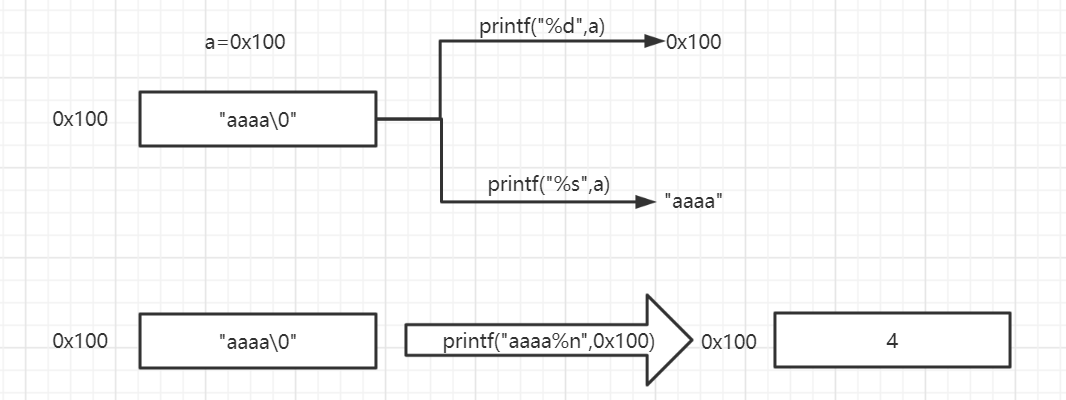 printf("%d",a)
a=0x100
0x100
0x100
"aaaa\0"
printf("%s",a)
"aaaa"
0x100
"aaaa\0"
printf("aaaa%n",0x100)
0x100
4